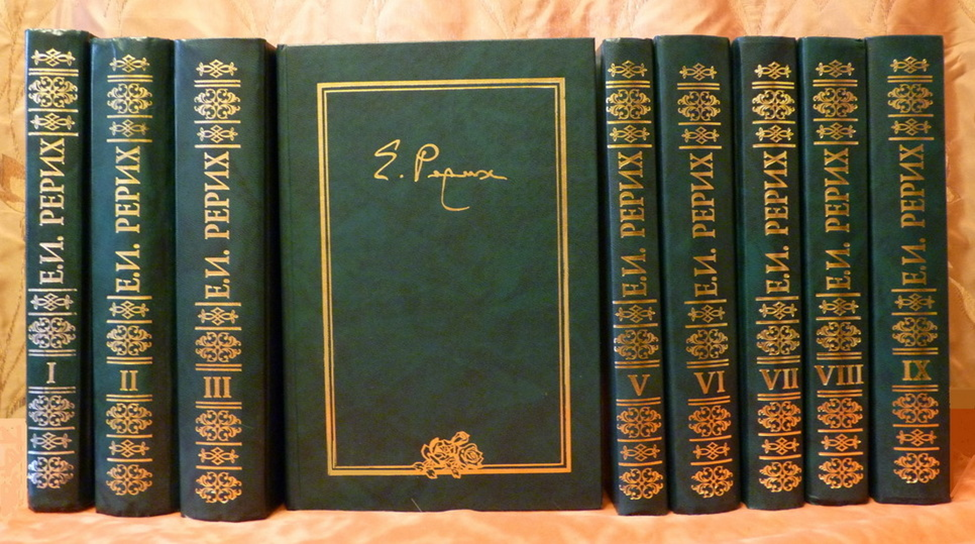 Е.И. РЕРИХ
I
Е.И. РЕРИХ
II
Е.И. РЕРИХ
III
Е. Рерих
Е.И. РЕРИХ
V
Е.И. РЕРИХ
VI
Е.И. РЕРИХ
VII
Е.И. РЕРИХ
VIII
Е.И. РЕРИХ
IX